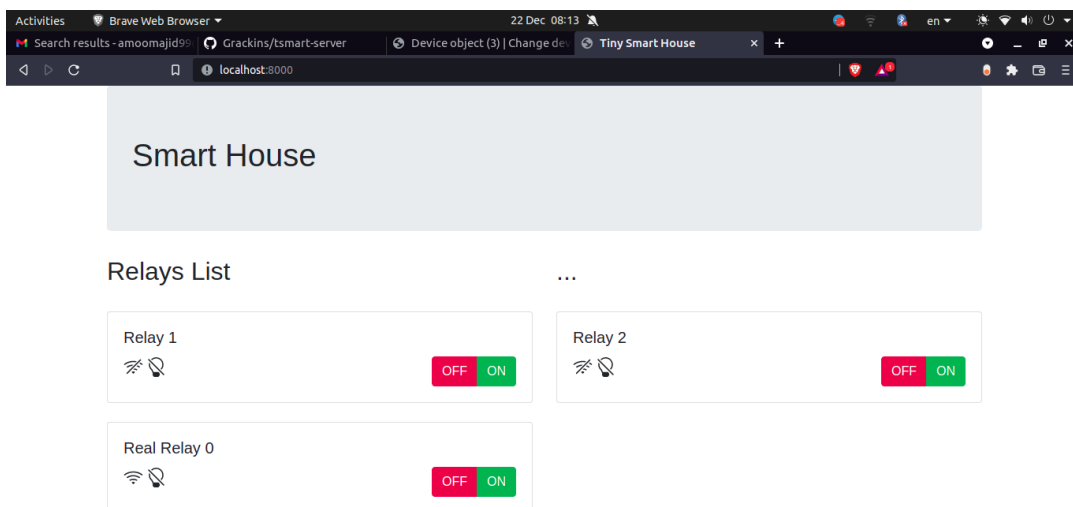 Activities Brave Web Browser 22 Dec 08:13 en
Search results - amoomajid99 Grackins/tsmart-server Device object (3) | Change dev Tiny Smart House × +
localhost:8000 1
Smart House
Relays List ...
Relay 1 Relay 2
OFF ON OFF ON
Real Relay 0
OFF ON